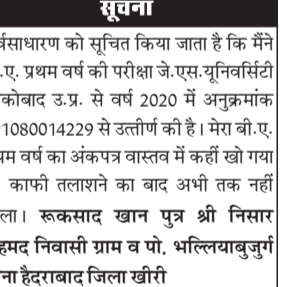 सूचना
र्वसाधारण को सूचित किया जाता है कि मैंने
.ए. प्रथम वर्ष की परीक्षा जे.एस.यूनिवर्सिटी
कोबाद उ.प्र. से वर्ष 2020 में अनुक्रमांक
1080014229 से उत्तीर्ण की है। मेरा बी.ए.
थम वर्ष का अंकपत्र वास्तव में कहीं खो गया
काफी तलाशने का बाद अभी तक नहीं
ला। रूकसाद खान पुत्र श्री निसार
हमद निवासी ग्राम व पो. भल्लियाबुजुर्ग
ना हैदराबाद जिला खीरी